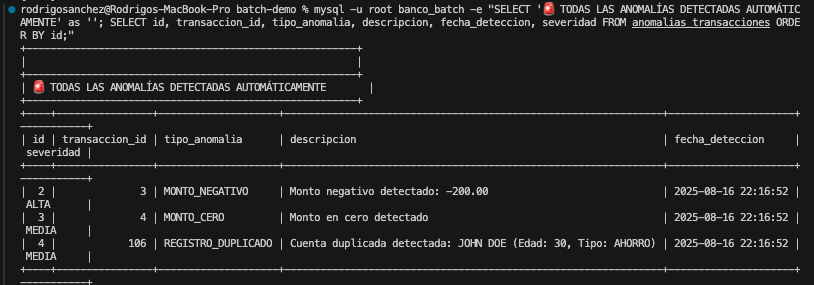 rodrigosanchez@Rodrigos-MacBook-Pro batch-demo % mysql -u root banco_batch -e "SELECT '🚨 TODAS LAS ANOMALÍAS DETECTADAS AUTOMÁTIC
AMENTE' as ''; SELECT id, transaccion_id, tipo_anomalia, descripcion, fecha_deteccion, severidad FROM anomalias_transacciones ORDE
R BY id;"
+----------------------------------------------------+
|                                                    |
+----------------------------------------------------+
| 🚨 TODAS LAS ANOMALÍAS DETECTADAS AUTOMÁTICAMENTE       |
+----------------------------------------------------+
+----+----------------+--------------------+-------------------------------------------------------------+---------------------+
-----------+
| id | transaccion_id | tipo_anomalia      | descripcion                                                 | fecha_deteccion     |
 severidad |
+----+----------------+--------------------+-------------------------------------------------------------+---------------------+
-----------+
|  2 |              3 | MONTO_NEGATIVO     | Monto negativo detectado: -200.00                           | 2025-08-16 22:16:52 |
 ALTA      |
|  3 |              4 | MONTO_CERO         | Monto en cero detectado                                     | 2025-08-16 22:16:52 |
 MEDIA     |
|  4 |            106 | REGISTRO_DUPLICADO | Cuenta duplicada detectada: JOHN DOE (Edad: 30, Tipo: AHORRO) | 2025-08-16 22:16:52 |
 MEDIA     |
+----+----------------+--------------------+-------------------------------------------------------------+---------------------+
-----------+